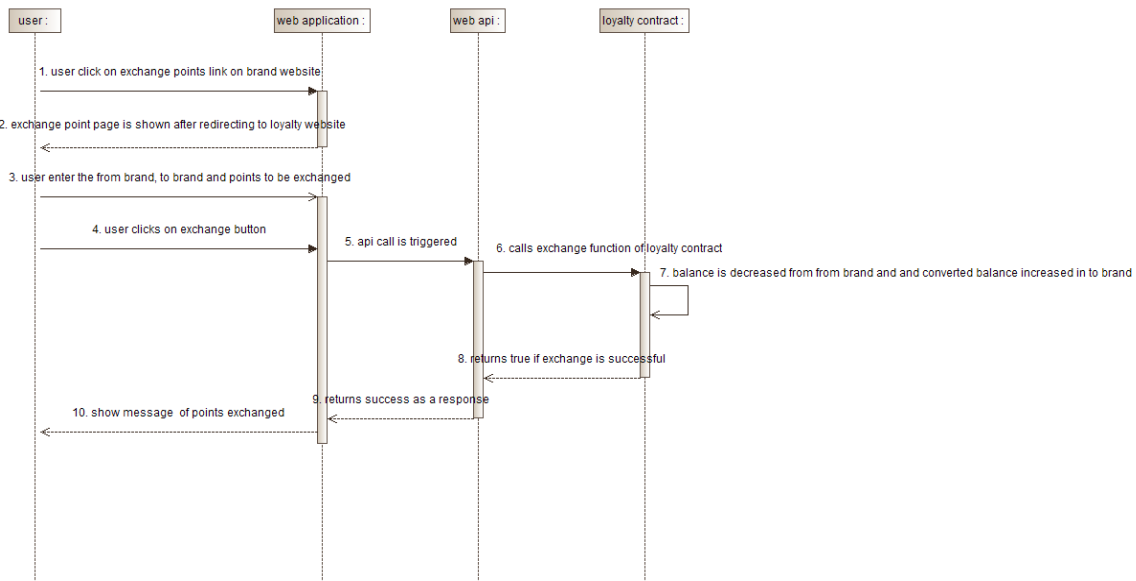 user :
web application :
web api :
loyalty contract :
1. user click on exchange points link on brand website
2. exchange point page is shown after redirecting to loyalty website
3. user enter the from brand, to brand and points to be exchanged
4. user clicks on exchange button
5. api call is triggered
6. calls exchange function of loyalty contract
7. balance is decreased from from brand and and converted balance increased in to brand
8. returns true if exchange is successful
9. returns success as a response
10. show message of points exchanged